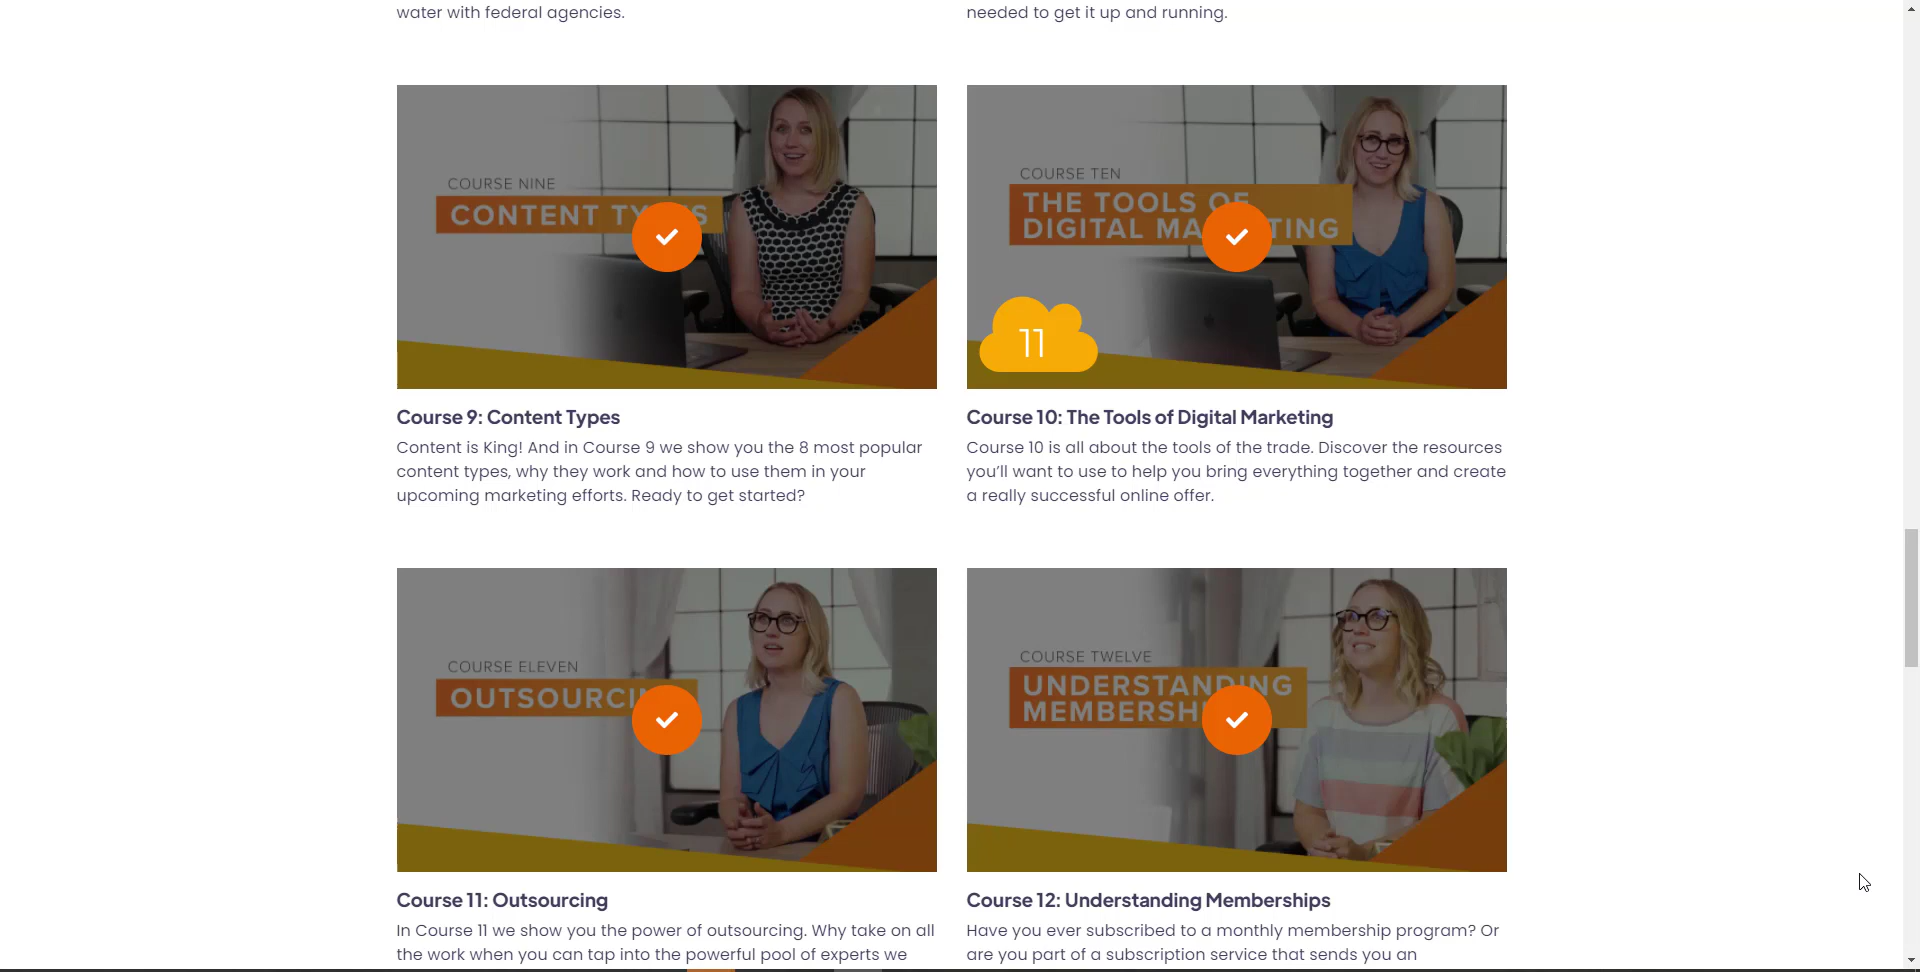 water with federal agencies.
needed to get it up and running.
COURSE NINE
CONTENT TYPES
COURSE TEN
THE TOOLS OF
DIGITAL MARKETING
11
Course 9: Content Types
Content is King! And in Course 9 we show you the 8 most popular
content types, why they work and how to use them in your
upcoming marketing efforts. Ready to get started?
Course 10: The Tools of Digital Marketing
Course 10 is all about the tools of the trade. Discover the resources
you'll want to use to help you bring everything together and create
a really successful online offer.
COURSE ELEVEN
OUTSOURCING
COURSE TWELVE
UNDERSTANDING
MEMBERSHIPS
Course 11: Outsourcing
In Course 11 we show you the power of outsourcing. Why take on all
the work when you can tap into the powerful pool of experts we
Course 12: Understanding Memberships
Have you ever subscribed to a monthly membership program? Or
are you part of a subscription service that sends you an